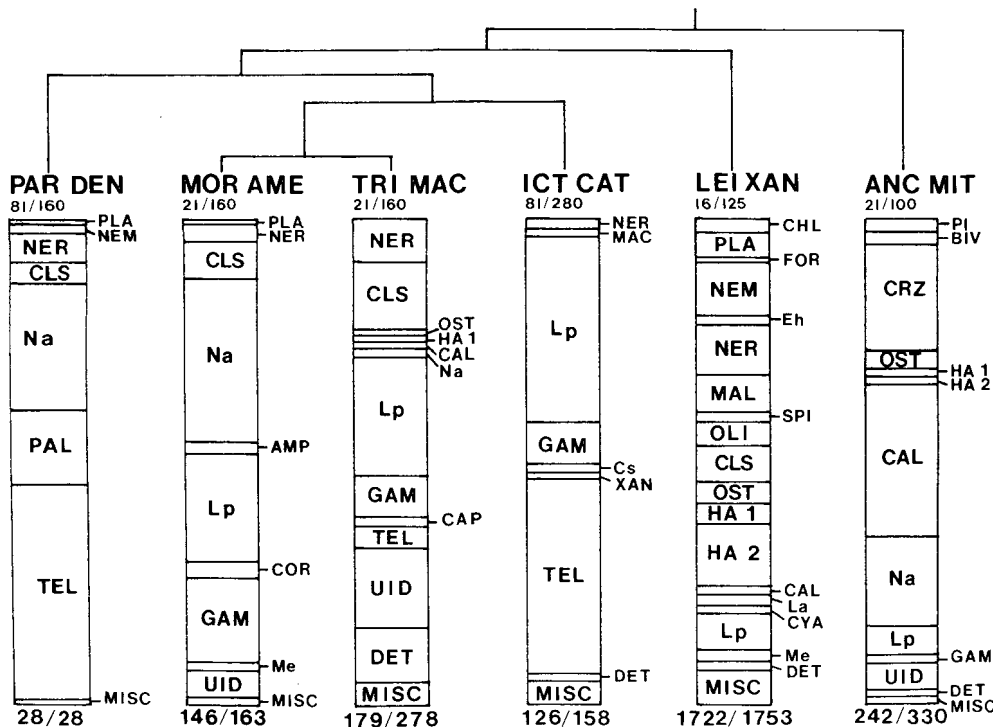 PAR DEN
81/160
PLA
NEM
NER
CLS
Na
PAL
TEL
MISC
28/28
MOR AME
21/160
PLA
NER
CLS
Na
AMP
Lp
COR
GAM
Me
UID
MISC
146/163
TRI MAC
21/160
NER
CLS
OST
HA 1
CAL
Na
Lp
GAM
CAP
TEL
UID
DET
MISC
179/278
ICT CAT
81/280
NER
MAC
Lp
GAM
Cs
XAN
TEL
DET
MISC
126/158
LEI XAN
16/125
CHL
PLA
FOR
NEM
Eh
NER
MAL
SPI
OLI
CLS
OST
HA 1
HA 2
CAL
La
CYA
Lp
Me
DET
MISC
1722/1753
ANC MIT
21/100
PI
BIV
CRZ
OST
HA 1
HA 2
CAL
Na
Lp
GAM
UID
DET
MISC
242/330